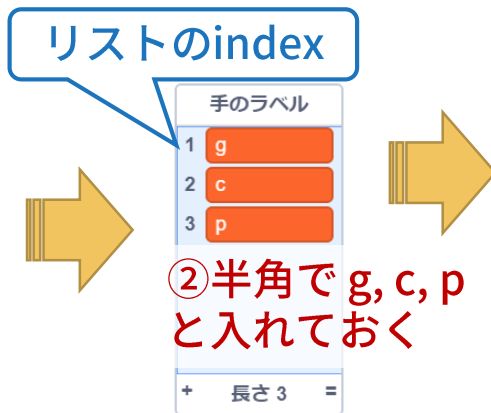 リストのindex
手のラベル
1 g
2 c
3 p
②半角で g, c, p
と入れておく
+ 長さ 3 =